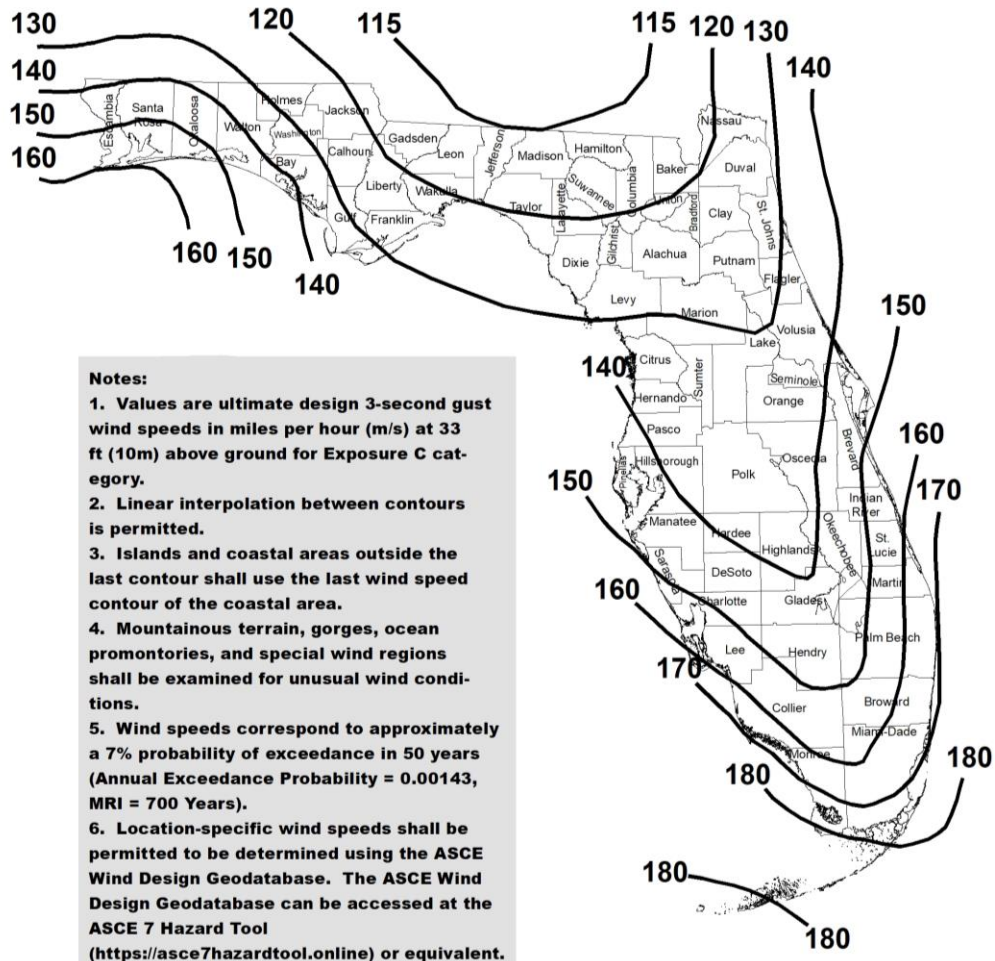 130
120
115
115
120
130
140
140
150
160
160
150
140
Escambia
Santa
Rosa
Okaloosa
Walton
Holmes
Washington
Jackson
Bay
Calhoun
Gulf
Liberty
Gadsden
Franklin
Leon
Wakulla
Jefferson
Madison
Taylor
Hamilton
Suwannee
Lafayette
Columbia
Baker
Nassau
Duval
Union
Bradford
Clay
St. Johns
Dixie
Gilchrist
Alachua
Putnam
Flagler
Levy
Marion
Volusia
150
Lake
Citrus
Sumter
140
Hernando
Seminole
Orange
Pasco
Brevard
160
Pinellas
Hillsborough
Polk
Osceola
170
150
Indian
River
Manatee
Hardee
Highlands
Okeechobee
St.
Lucie
Sarasota
DeSoto
Martin
160
Charlotte
Glades
Palm Beach
Lee
Hendry
170
Collier
Broward
Miami-Dade
Monroe
180
180
180
180
Notes:
1. Values are ultimate design 3-second gust
wind speeds in miles per hour (m/s) at 33
ft (10m) above ground for Exposure C cat-
egory.
2. Linear interpolation between contours
is permitted.
3. Islands and coastal areas outside the
last contour shall use the last wind speed
contour of the coastal area.
4. Mountainous terrain, gorges, ocean
promontories, and special wind regions
shall be examined for unusual wind condi-
tions.
5. Wind speeds correspond to approximately
a 7% probability of exceedance in 50 years
(Annual Exceedance Probability = 0.00143,
MRI = 700 Years).
6. Location-specific wind speeds shall be
permitted to be determined using the ASCE
Wind Design Geodatabase. The ASCE Wind
Design Geodatabase can be accessed at the
ASCE 7 Hazard Tool
(https://asce7hazardtool.online) or equivalent.